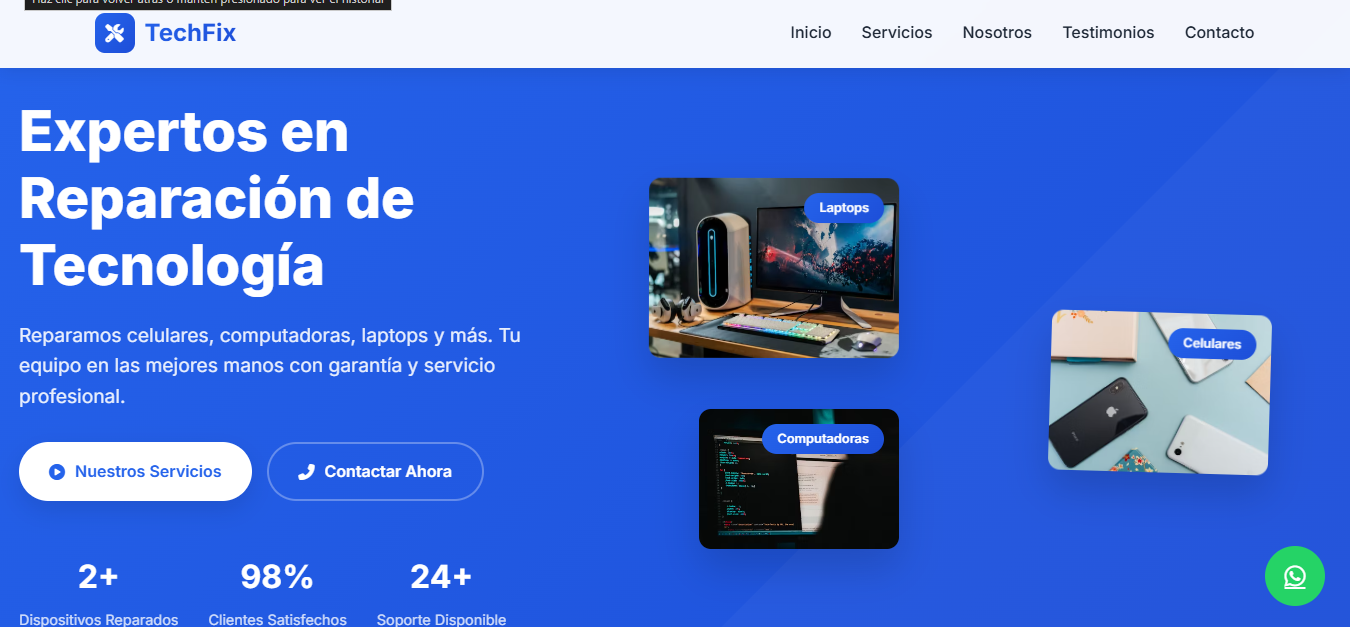 Haz clic para volver atrás o mantén presionado para ver el historial
TechFix
Inicio Servicios Nosotros Testimonios Contacto
Expertos en
Reparación de
Tecnología
Reparamos celulares, computadoras, laptops y más. Tu
equipo en las mejores manos con garantía y servicio
profesional.
Nuestros Servicios
Contactar Ahora
2+
Dispositivos Reparados
98%
Clientes Satisfechos
24+
Soporte Disponible
Laptops
Computadoras
Celulares